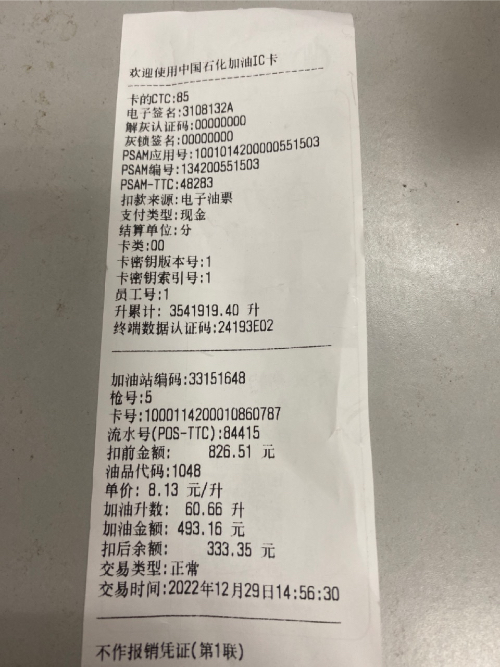 欢迎使用中国石化加油IC卡
卡的CTC:85
电子签名:3108132A
解灰认证码:00000000
灰锁签名:00000000
PSAM应用号:1001014200000551503
PSAM编号:134200551503
PSAM-TTC:48283
扣款来源:电子油票
支付类型:现金
结算单位:分
卡类:00
卡密钥版本号:1
卡密钥索引号:1
员工号:1
升累计: 3541919.40 升
终端数据认证码:24193E02
加油站编码:33151648
枪号:5
卡号:1000114200010860787
流水号(POS-TTC):84415
扣前金额: 826.51 元
油品代码:1048
单价: 8.13 元/升
加油升数: 60.66 升
加油金额: 493.16 元
扣后余额: 333.35 元
交易类型:正常
交易时间:2022年12月29日14:56:30
不作报销凭证(第1联)